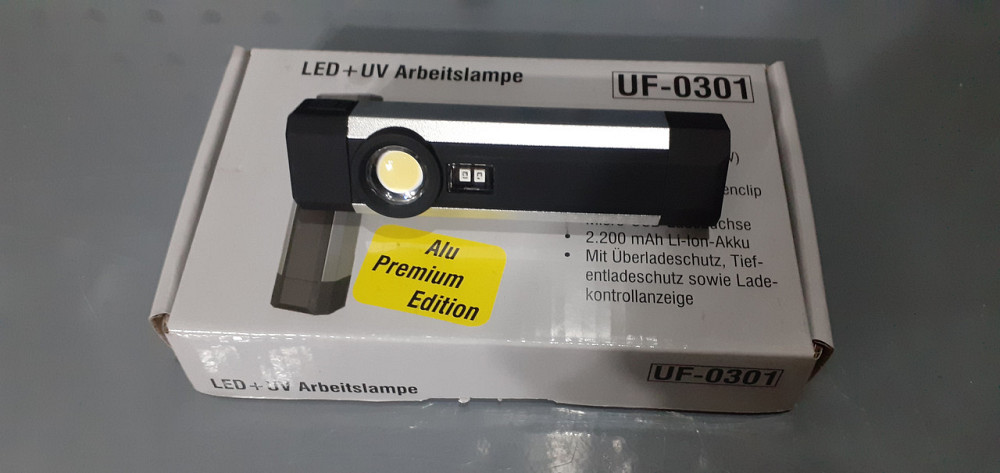 LED + UV Arbeitslampe
UF-0301
enclip
• 2.200 mAh Li-Ion-Akku
• Mit Überladeschutz, Tief-
entladeschutz sowie Lade-
kontrollanzeige
Alu
Premium
Edition
LED + UV Arbeitslampe
UF-0301